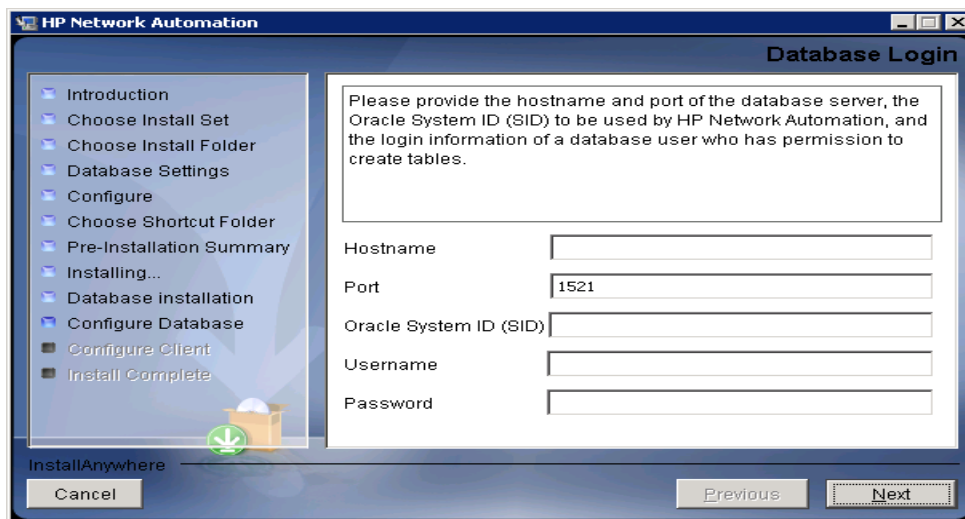 HP Network Automation
Database Login
Introduction
Choose Install Set
Choose Install Folder
Database Settings
Configure
Choose Shortcut Folder
Pre-Installation Summary
Installing...
Database installation
Configure Database
Configure Client
Install Complete
Please provide the hostname and port of the database server, the
Oracle System ID (SID) to be used by HP Network Automation, and
the login information of a database user who has permission to
create tables.
Hostname
Port 1521
Oracle System ID (SID)
Username
Password
InstallAnywhere
Cancel Previous Next